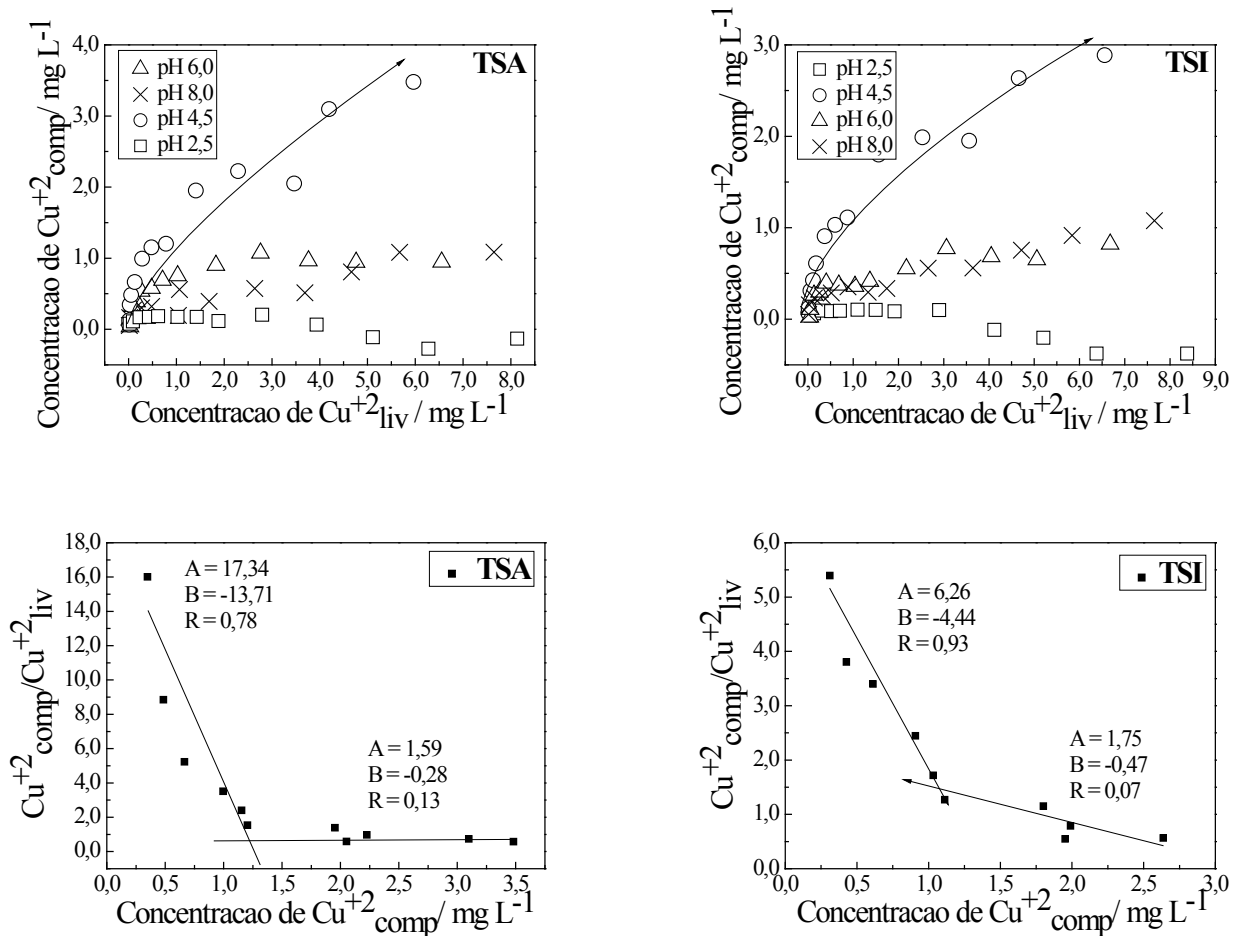 4,0
3,0
2,0
1,0
0,0
0,0 1,0 2,0 3,0 4,0 5,0 6,0 7,0 8,0
Concentracao de Cu+2comp/ mg L-1
Concentracao de Cu+2liv / mg L-1
pH 6,0
pH 8,0
pH 4,5
pH 2,5
TSA
3,0
2,0
1,0
0,0
0,0 1,0 2,0 3,0 4,0 5,0 6,0 7,0 8,0 9,0
Concentracao de Cu+2comp/ mg L-1
Concentracao de Cu+2liv / mg L-1
pH 2,5
pH 4,5
pH 6,0
pH 8,0
TSI
18,0
16,0
14,0
12,0
10,0
8,0
6,0
4,0
2,0
0,0
0,0 0,5 1,0 1,5 2,0 2,5 3,0 3,5
Cu+2comp/Cu+2liv
Concentracao de Cu+2comp/ mg L-1
TSA
A = 17,34
B = -13,71
R = 0,78
A = 1,59
B = -0,28
R = 0,13
6,0
5,0
4,0
3,0
2,0
1,0
0,0
0,0 0,5 1,0 1,5 2,0 2,5 3,0
Cu+2comp/Cu+2liv
Concentracao de Cu+2comp/ mg L-1
TSI
A = 6,26
B = -4,44
R = 0,93
A = 1,75
B = -0,47
R = 0,07